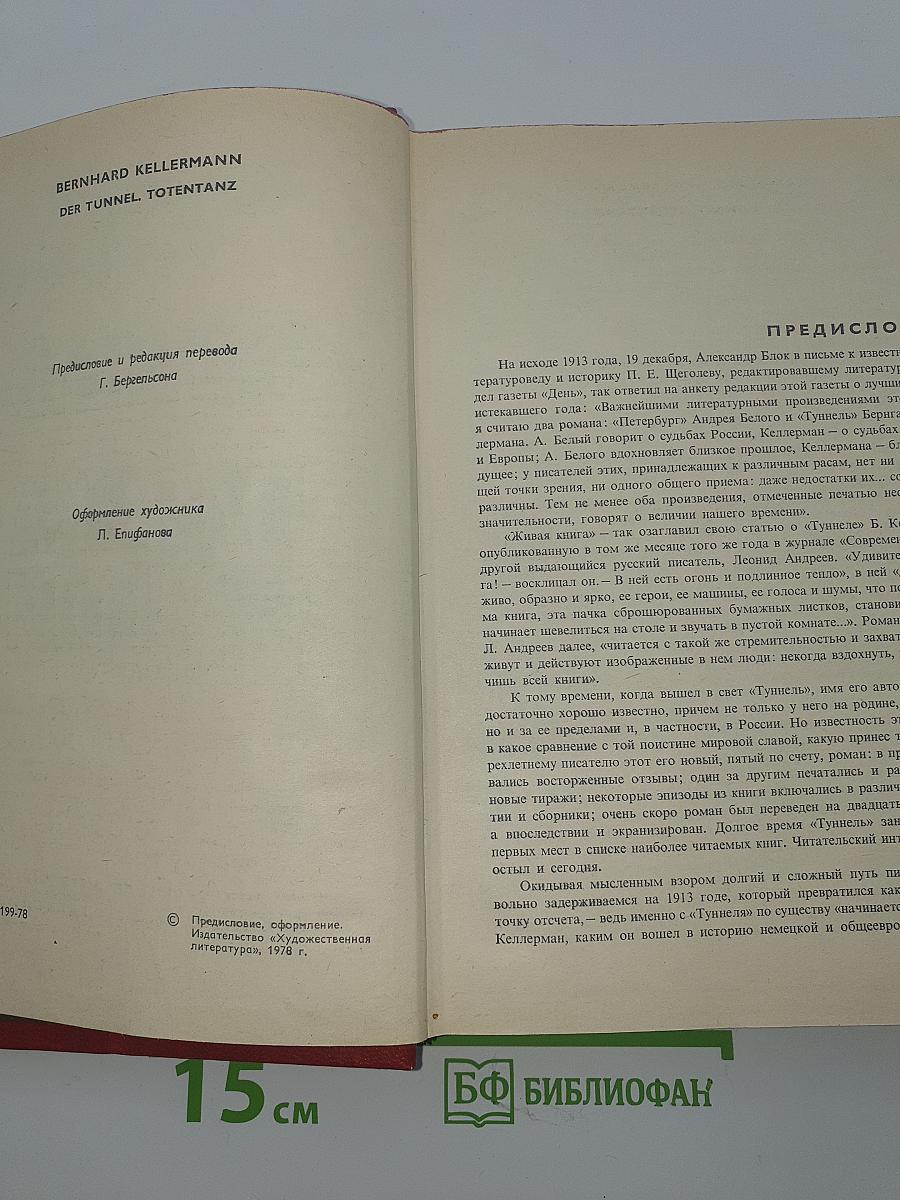 BERNHARD KELLERMANN
DER TUNNEL. TOTENTANZ
Предисловие и редакция перевода
Г. Бергельсона
Оформление художника
Л. Епифанова
199-78
© Предисловие, оформление.
Издательство «Художественная
литература», 1978 г.
ПРЕДИСЛО
На исходе 1913 года, 19 декабря, Александр Блок в письме к известн
тературоведу и историку П. Е. Щеголеву, редактировавшему литератур
дел газеты «День», так ответил на анкету редакции этой газеты о лучши
истекавшего года: «Важнейшими литературными произведениями это
я считаю два романа: «Петербург» Андрея Белого и «Туннель» Бернга
лермана. А. Белый говорит о судьбах России, Келлерман — о судьбах
и Европы; А. Белого вдохновляет близкое прошлое, Келлермана — бл
дущее; у писателей этих, принадлежащих к различным расам, нет ни
щей точки зрения, ни одного общего приема: даже недостатки их... со
различны. Тем не менее оба произведения, отмеченные печатью нес
значительности, говорят о величии нашего времени».
«Живая книга» — так озаглавил свою статью о «Туннеле» Б. Ке
опубликованную в том же месяце того же года в журнале «Современ
другой выдающийся русский писатель, Леонид Андреев. «Удивите
га! — восклицал он. — В ней есть огонь и подлинное тепло», в ней «
живо, образно и ярко, ее герои, ее машины, ее голоса и шумы, что по
ма книга, эта пачка сброшюрованных бумажных листков, станови
начинает шевелиться на столе и звучать в пустой комнате...». Роман
Л. Андреев далее, «читается с такой же стремительностью и захват
живут и действуют изображенные в нем люди: некогда вздохнуть,
чишь всей книги».
К тому времени, когда вышел в свет «Туннель», имя его авто
достаточно хорошо известно, причем не только у него на родине,
но и за ее пределами и, в частности, в России. Но известность э
в какое сравнение с той поистине мировой славой, какую принес т
рехлетнему писателю этот его новый, пятый по счету, роман: в пр
вались восторженные отзывы; один за другим печатались и ра
новые тиражи; некоторые эпизоды из книги включались в различ
тии и сборники; очень скоро роман был переведен на двадцать
а впоследствии и экранизирован. Долгое время «Туннель» зан
первых мест в списке наиболее читаемых книг. Читательский инт
остыл и сегодня.
Окидывая мысленным взором долгий и сложный путь пи
вольно задерживаемся на 1913 годе, который превратился как
точку отсчета, — ведь именно с «Туннеля» по существу «начинает
Келлерман, каким он вошел в историю немецкой и общеевро
15 см
БФ БИБЛИОФАН